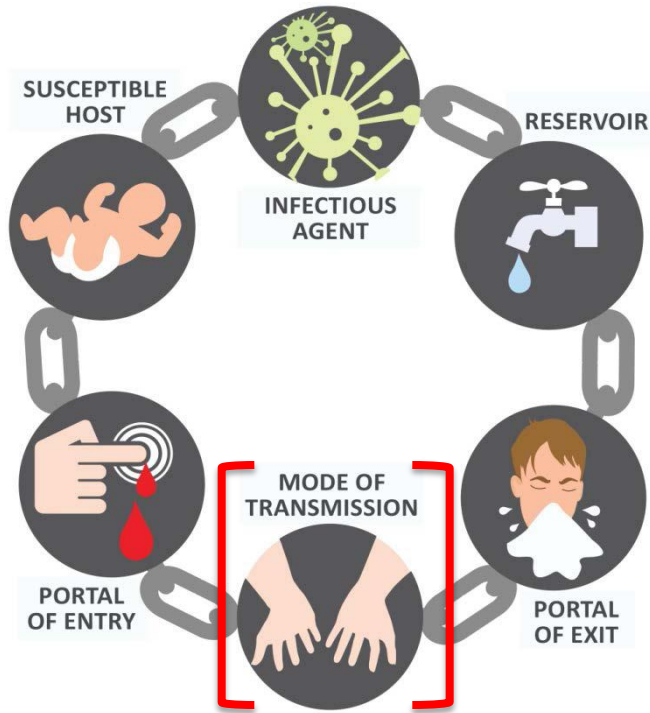 SUSCEPTIBLE
HOST
INFECTIOUS
AGENT
RESERVOIR
MODE OF
TRANSMISSION
PORTAL
OF ENTRY
PORTAL
OF EXIT